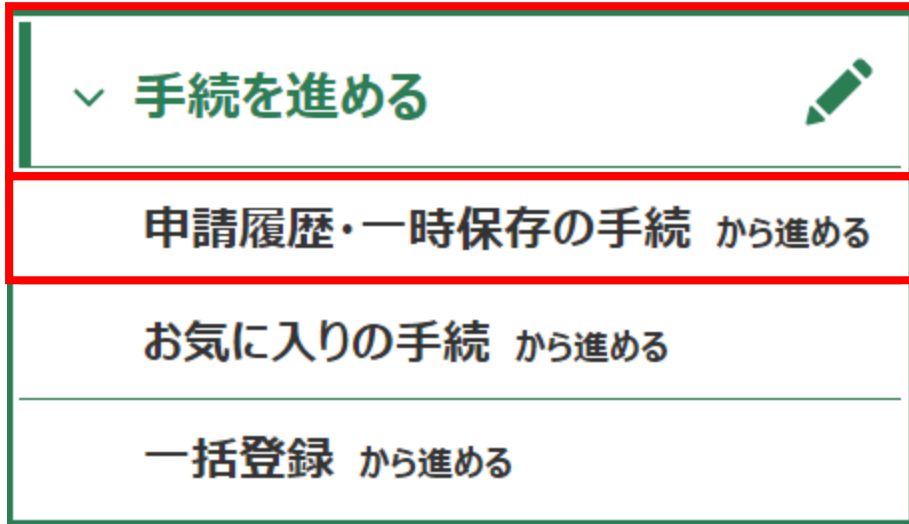 手続を進める
申請履歴・一時保存の手続 から進める
お気に入りの手続 から進める
一括登録 から進める